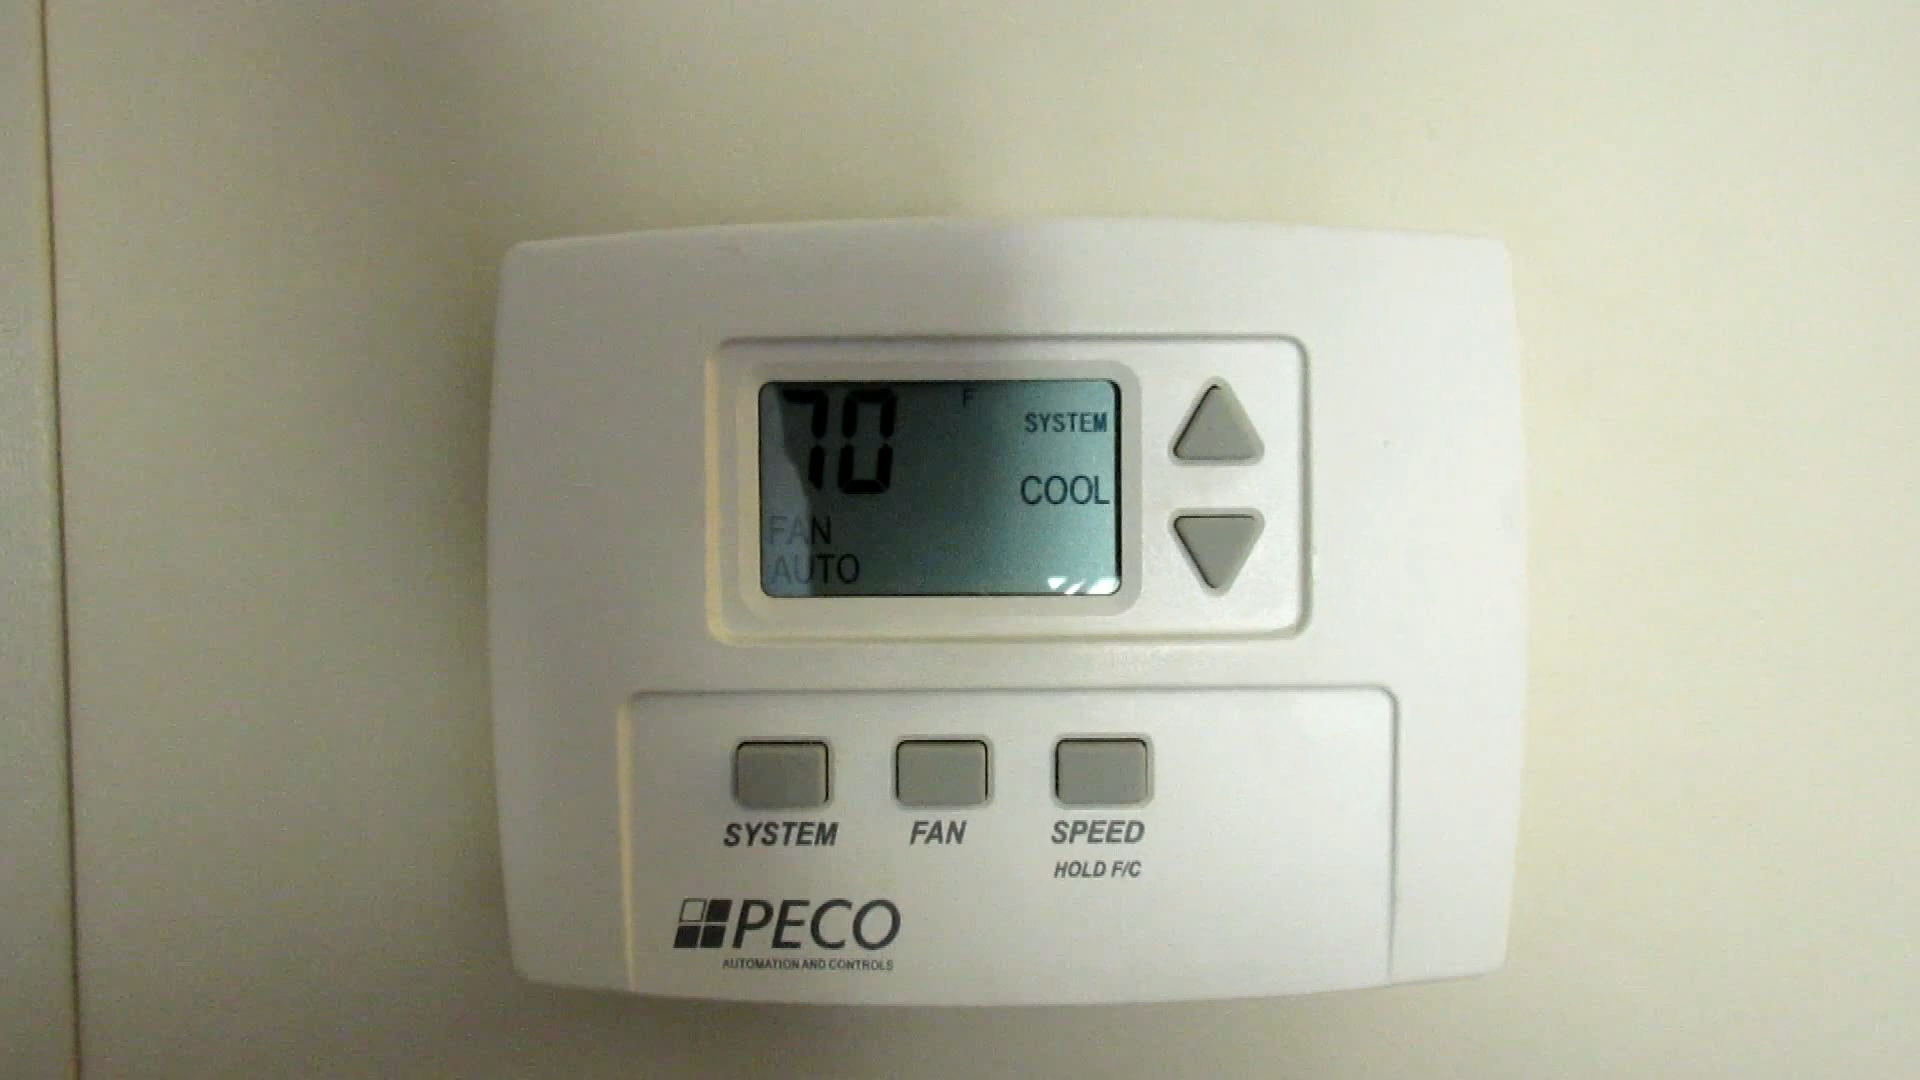 70 F
SYSTEM
COOL
FAN
AUTO
SYSTEM FAN SPEED
HOLD F/C
PECO
AUTOMATION AND CONTROLS